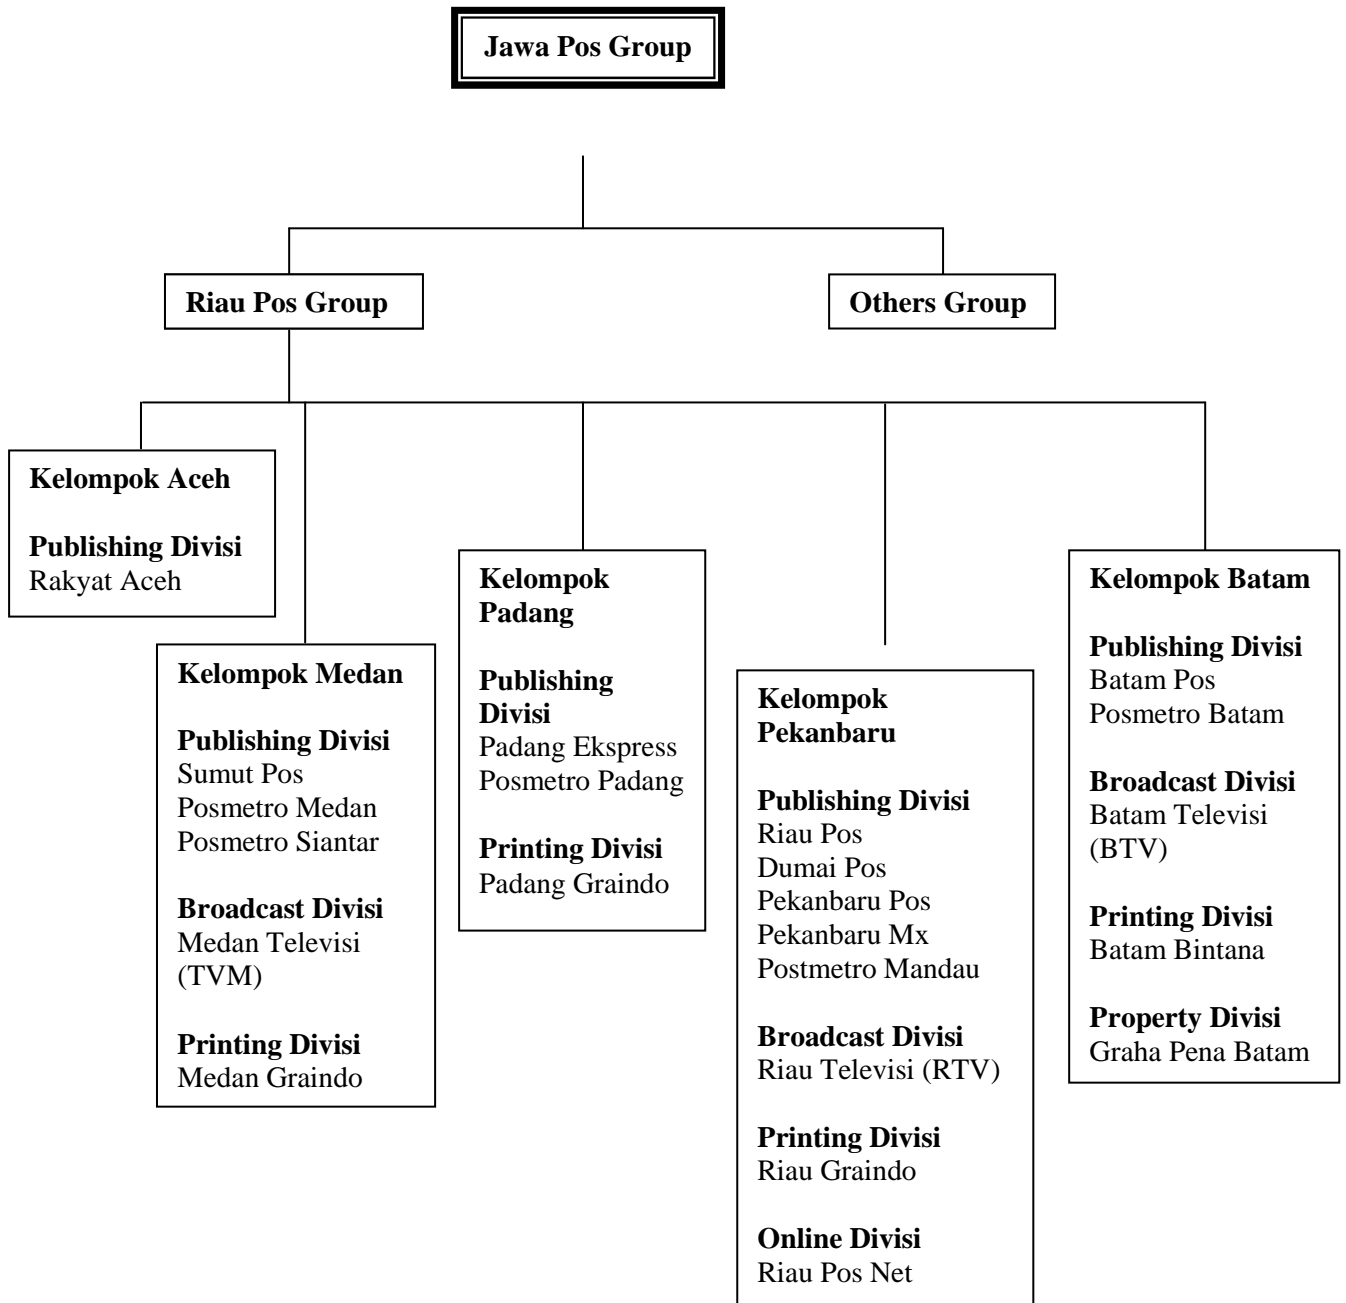 Jawa Pos Group
Riau Pos Group
Others Group
Kelompok Aceh
Publishing Divisi
Rakyat Aceh
Kelompok Medan
Publishing Divisi
Sumut Pos
Posmetro Medan
Posmetro Siantar
Broadcast Divisi
Medan Televisi
(TVM)
Printing Divisi
Medan Graindo
Kelompok
Padang
Publishing
Divisi
Padang Ekspress
Posmetro Padang
Printing Divisi
Padang Graindo
Kelompok
Pekanbaru
Publishing Divisi
Riau Pos
Dumai Pos
Pekanbaru Pos
Pekanbaru Mx
Postmetro Mandau
Broadcast Divisi
Riau Televisi (RTV)
Printing Divisi
Riau Graindo
Online Divisi
Riau Pos Net
Kelompok Batam
Publishing Divisi
Batam Pos
Posmetro Batam
Broadcast Divisi
Batam Televisi
(BTV)
Printing Divisi
Batam Bintana
Property Divisi
Graha Pena Batam